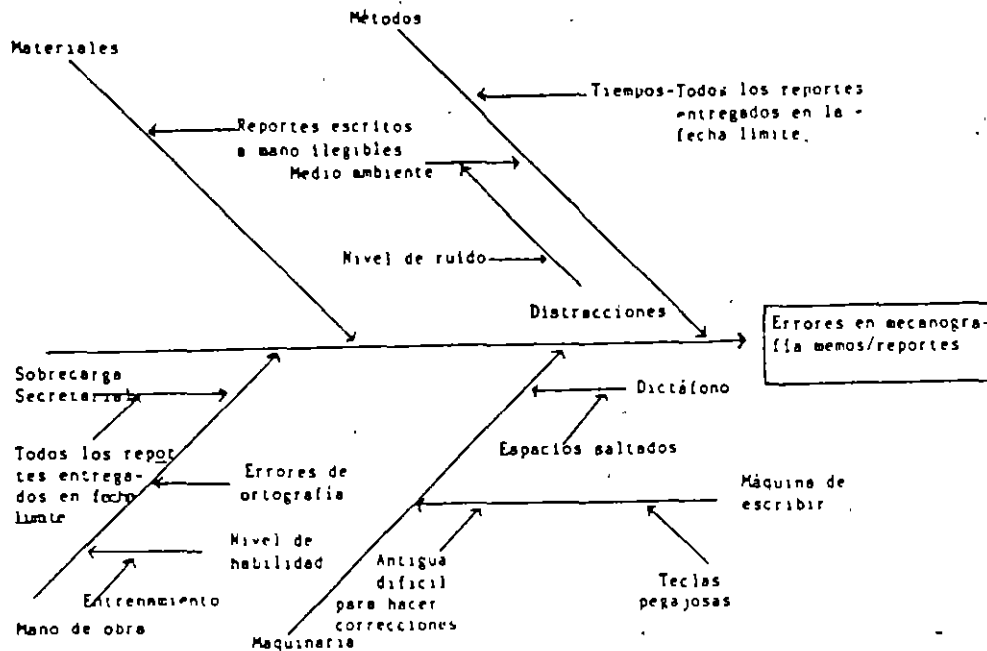 Métodos
Materiales
Tiempos-Todos los reportes
entregados en la -
fecha límite.
Reportes escritos
a mano ilegibles
Medio ambiente
Nivel de ruido
Distracciones
Errores en mecanogra-
fía memos/reportes
Sobrecarga
Secretarial
Dictáfono
Espacios saltados
Todos los repor
tes entrega-
dos en fecha
limite
Errores de
ortografía
Máquina de
escribir
Nivel de
habilidad
Antigua
dificil
para hacer
correcciones
Teclas
pegajosas
Entrenamiento
Mano de obra
Maquinaria